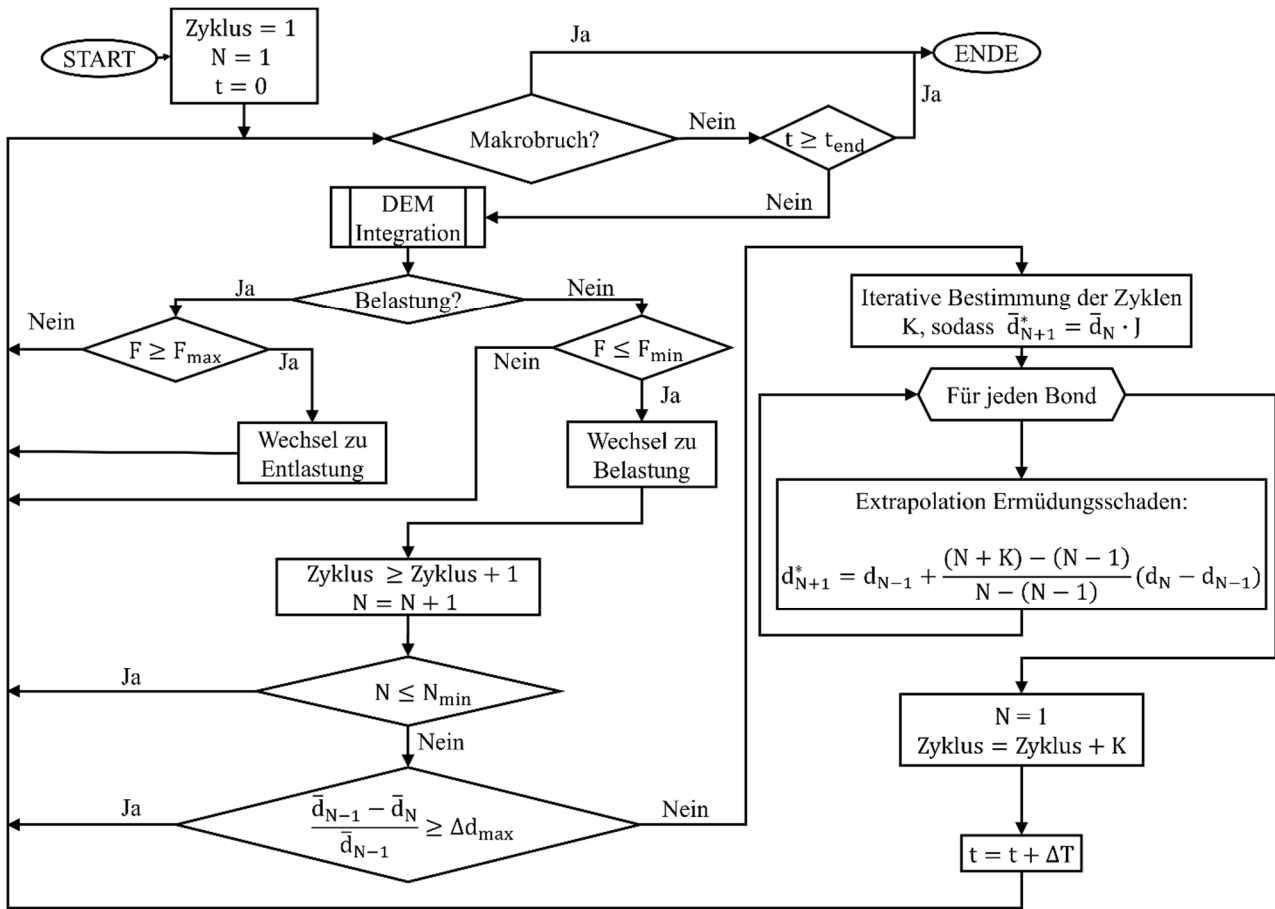 START
Zyklus = 1
N = 1
t = 0
Ja
ENDE
Ja
Makrobruch?
Nein
t ≥ t_end
Nein
DEM
Integration
Ja
Belastung?
Nein
Nein
F ≥ F_max
Ja
Nein
F ≤ F_min
Ja
Wechsel zu
Entlastung
Wechsel zu
Belastung
Zyklus ≥ Zyklus + 1
N = N + 1
Ja
N ≤ N_min
Nein
Ja
(d̅_{N−1} − d̅_N) / d̅_{N−1} ≥ Δd_max
Nein
Iterative Bestimmung der Zyklen
K, sodass d̅*_{N+1} = d̅_N · J
Für jeden Bond
Extrapolation Ermüdungsschaden:
d*_{N+1} = d_{N−1} + ((N + K) − (N − 1)) / (N − (N − 1)) (d_N − d_{N−1})
N = 1
Zyklus = Zyklus + K
t = t + ΔT